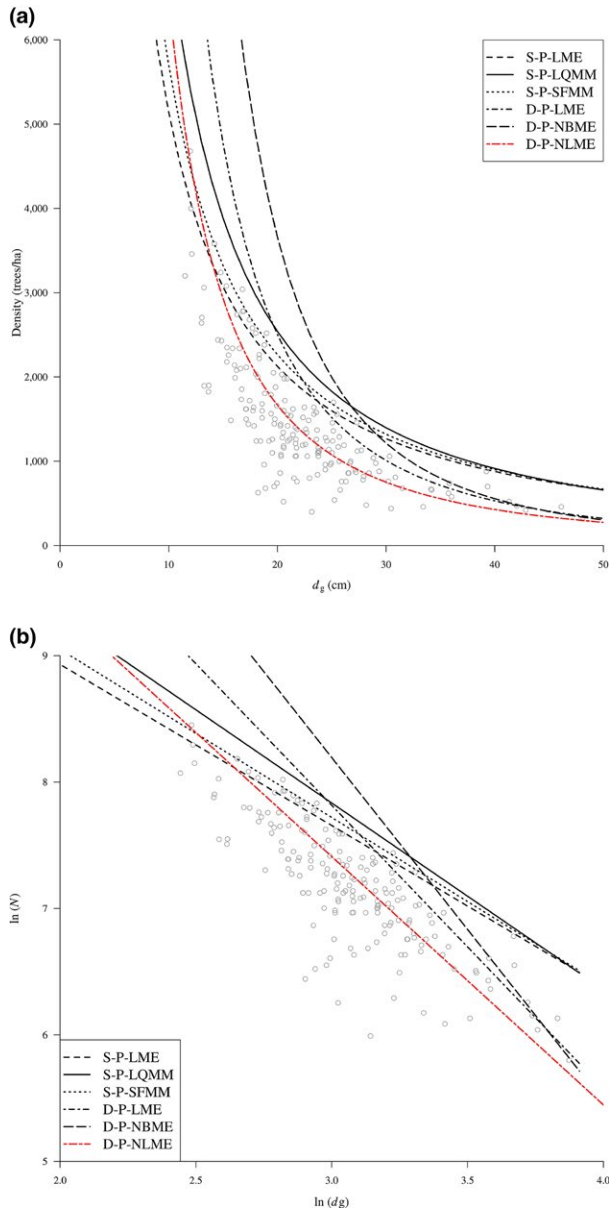 (a)
6,000
5,000
4,000
3,000
2,000
1,000
0
Density (trees/ha)
S-P-LME
S-P-LQMM
S-P-SFMM
D-P-LME
D-P-NBME
D-P-NLME
0 10 20 30 40 50
dg (cm)
(b)
9
8
7
6
5
ln (N)
S-P-LME
S-P-LQMM
S-P-SFMM
D-P-LME
D-P-NBME
D-P-NLME
2.0 2.5 3.0 3.5 4.0
ln (dg)